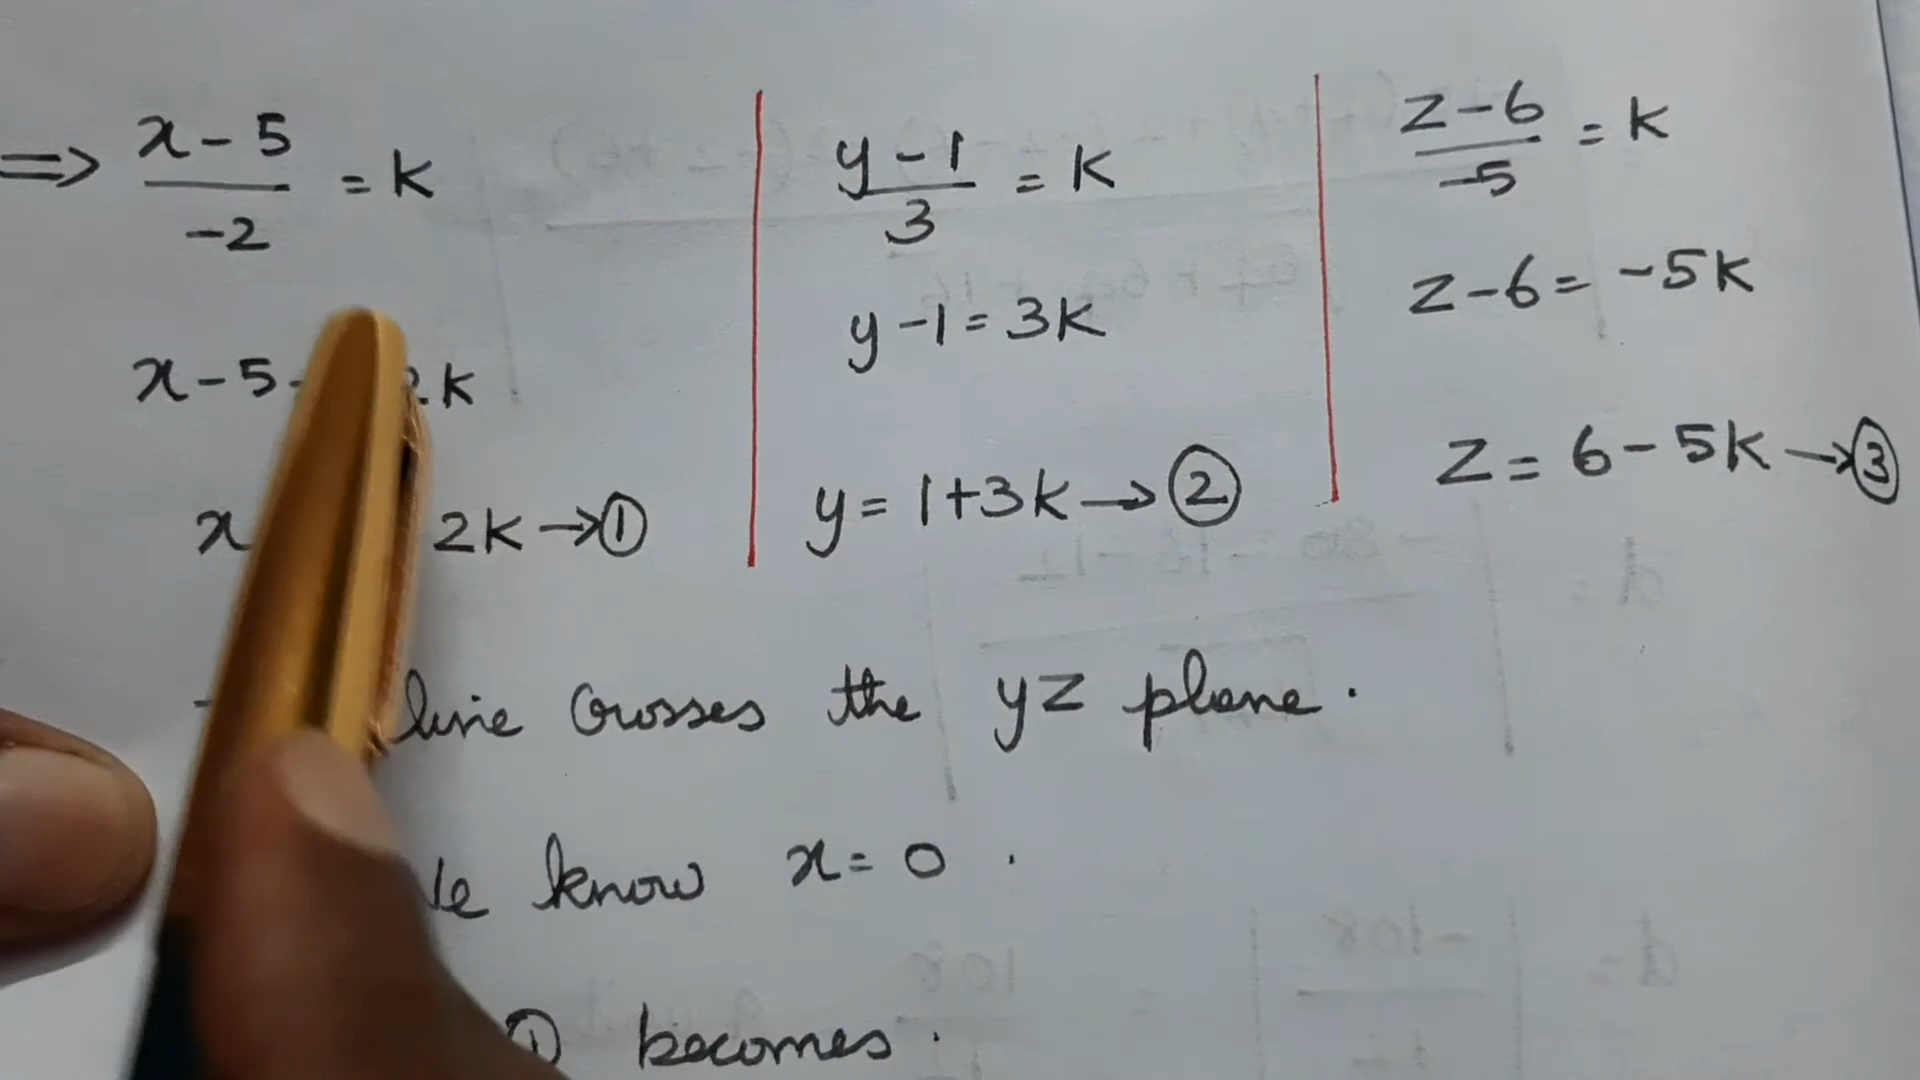 ⇒ x-5/-2 = k
x-5 2k
x 2k → ①
y-1/3 = k
y-1 = 3k
y = 1+3k → ②
z-6/-5 = k
z-6 = -5k
z = 6-5k → ③
line crosses the yz plane.
know x = 0.
① becomes.